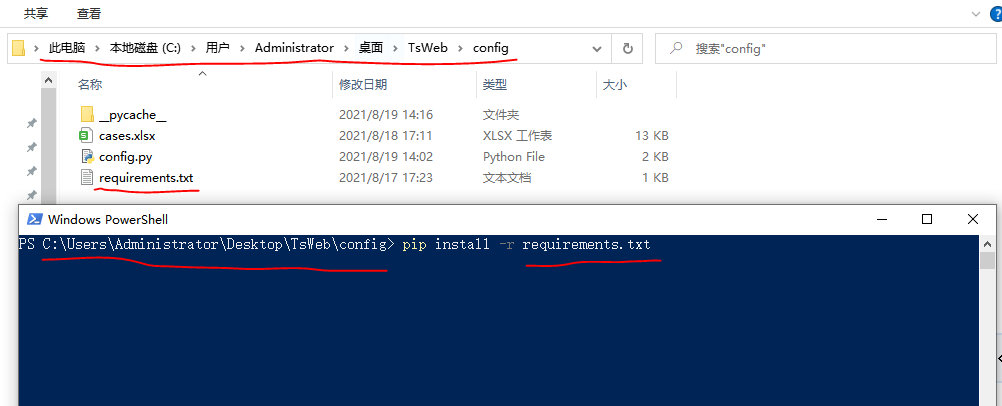 共享 查看
此电脑 本地磁盘 (C:) 用户 Administrator 桌面 TsWeb config 搜索"config"
名称 修改日期 类型 大小
__pycache__ 2021/8/19 14:16 文件夹
cases.xlsx 2021/8/18 17:11 XLSX 工作表 13 KB
config.py 2021/8/19 14:02 Python File 2 KB
requirements.txt 2021/8/17 17:23 文本文档 1 KB
Windows PowerShell
PS C:\Users\Administrator\Desktop\TsWeb\config> pip install -r requirements.txt